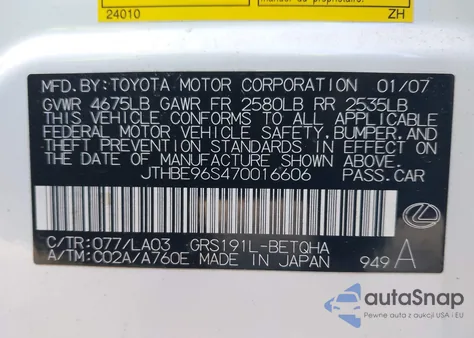 24010
ZH
MFD. BY: TOYOTA MOTOR CORPORATION 01/07
GVWR 4675LB GAWR FR 2580LB RR 2535LB
THIS VEHICLE CONFORMS TO ALL APPLICABLE
FEDERAL MOTOR VEHICLE SAFETY, BUMPER, AND
THEFT PREVENTION STANDARDS IN EFFECT ON
THE DATE OF MANUFACTURE SHOWN ABOVE.
JTHBE96S470016606 PASS.CAR
C/TR:077/LA03 GRS191L-BETQHA
A/TM:C02A/A760E MADE IN JAPAN 949 A
autoSnap
Pewne auta z aukcji USA i EU